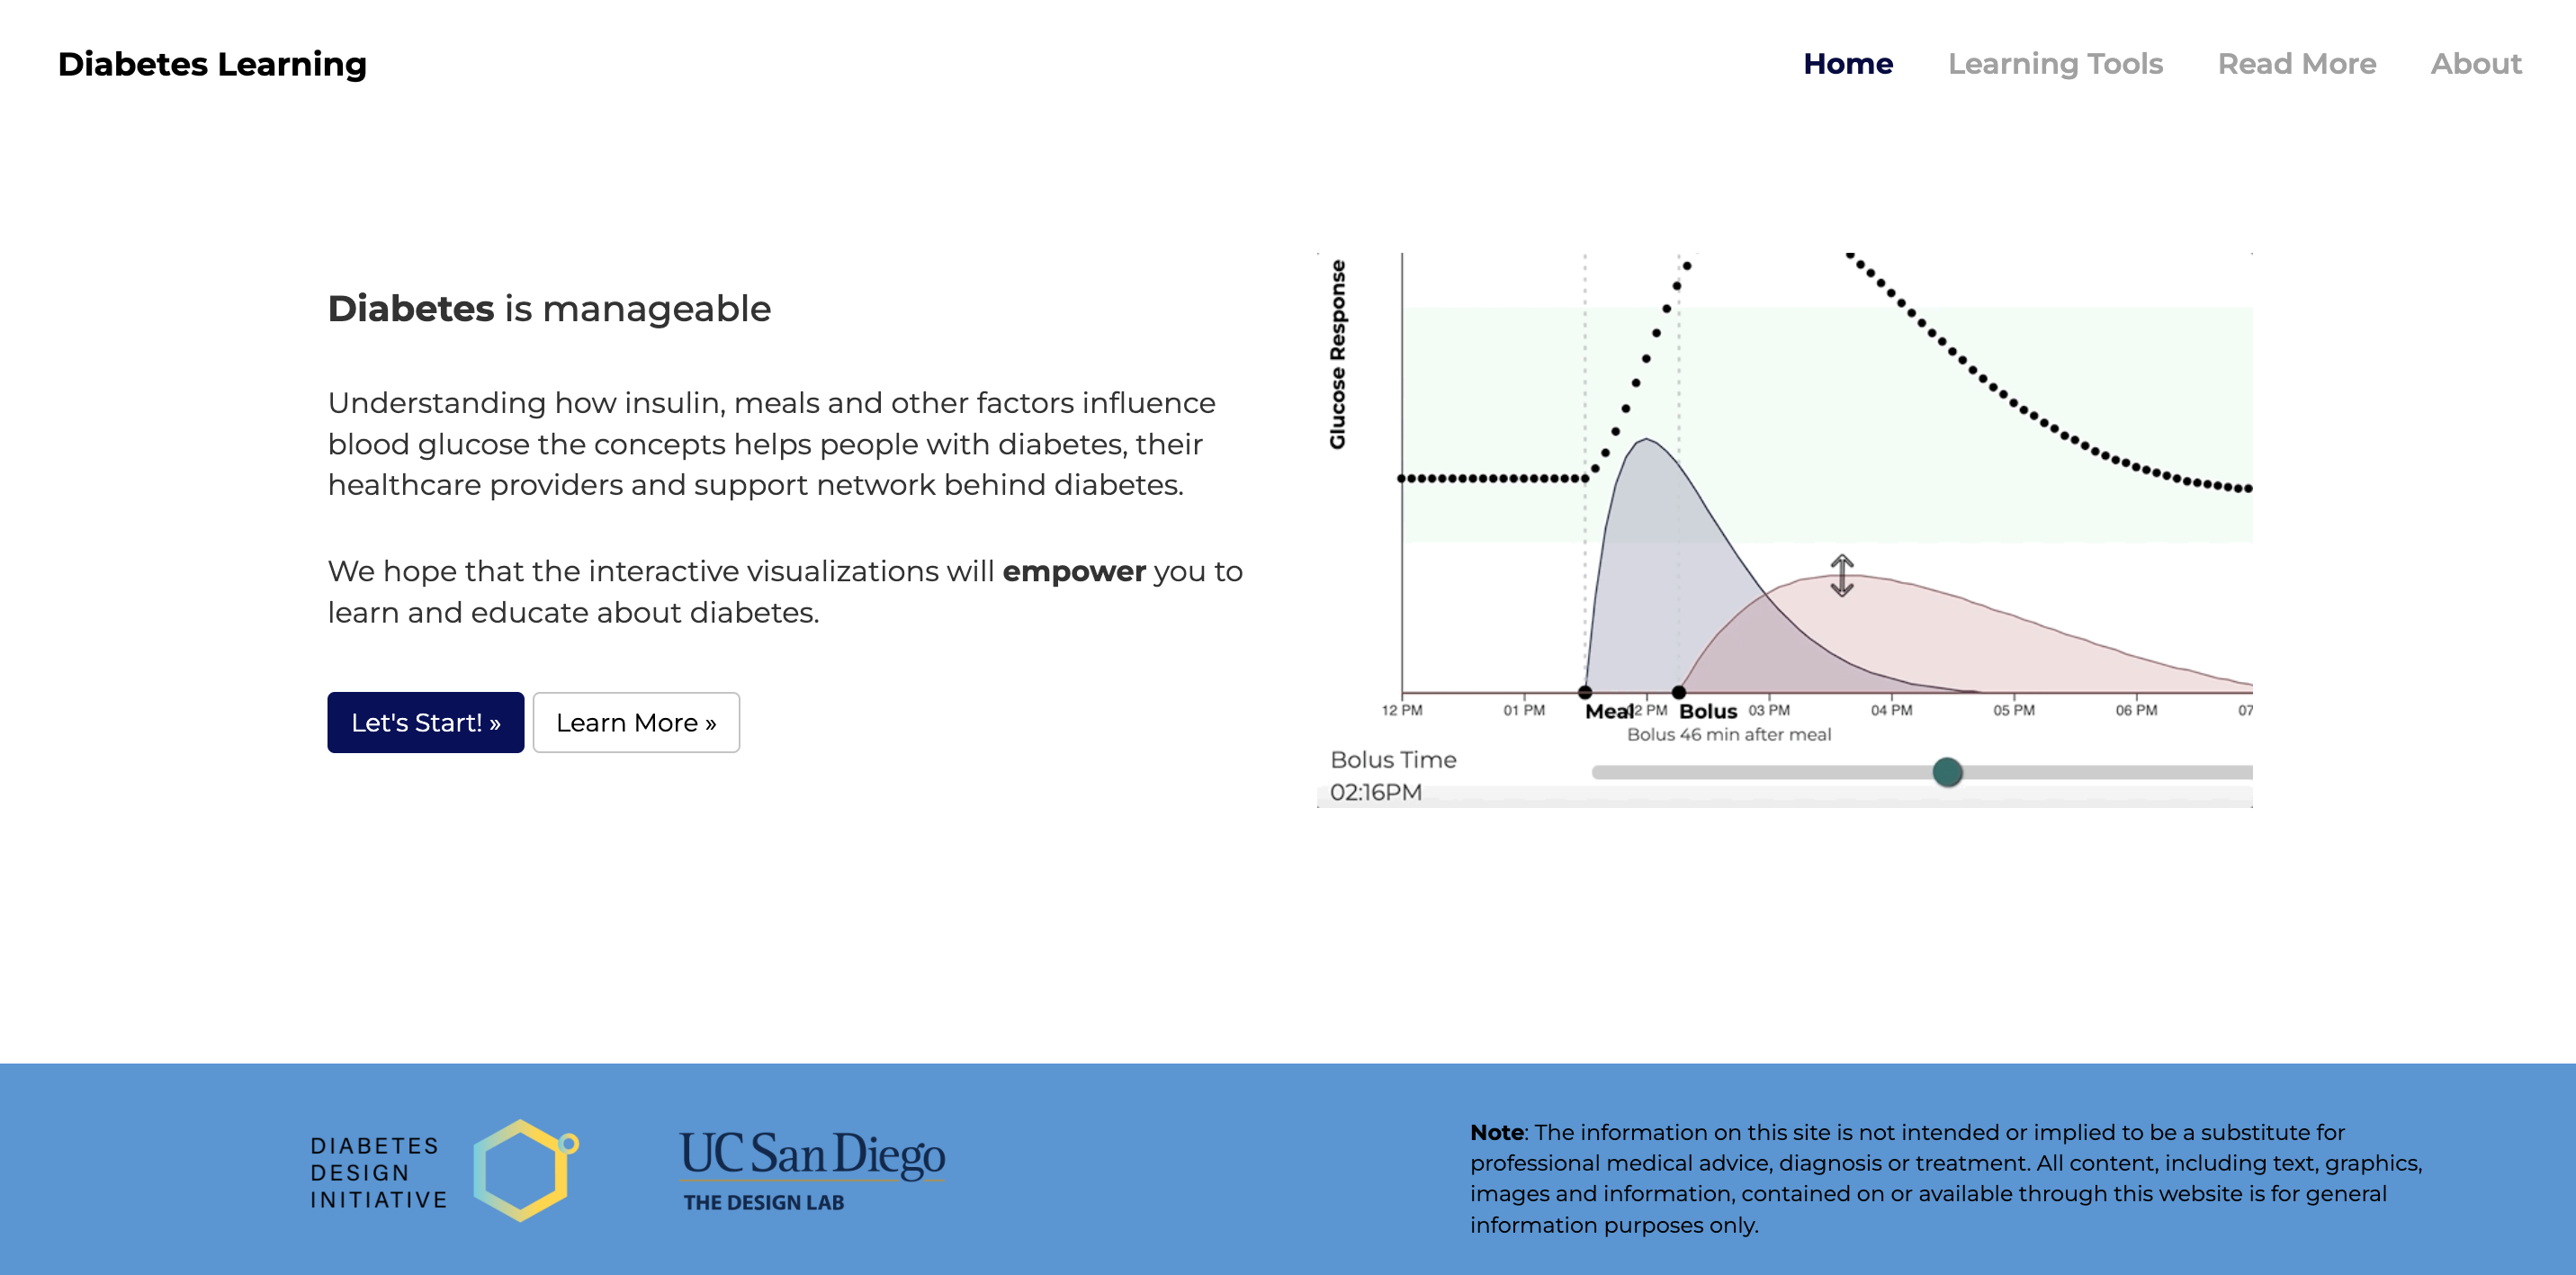 Diabetes Learning
Home Learning Tools Read More About
Diabetes is manageable
Understanding how insulin, meals and other factors influence
blood glucose the concepts helps people with diabetes, their
healthcare providers and support network behind diabetes.
We hope that the interactive visualizations will empower you to
learn and educate about diabetes.
Let's Start! »
Learn More »
Glucose Response
12 PM 01 PM 02 PM 03 PM 04 PM 05 PM 06 PM 07
Meal Bolus
Bolus 46 min after meal
Bolus Time
02:16PM
DIABETES
DESIGN
INITIATIVE
UC San Diego
THE DESIGN LAB
Note: The information on this site is not intended or implied to be a substitute for
professional medical advice, diagnosis or treatment. All content, including text, graphics,
images and information, contained on or available through this website is for general
information purposes only.